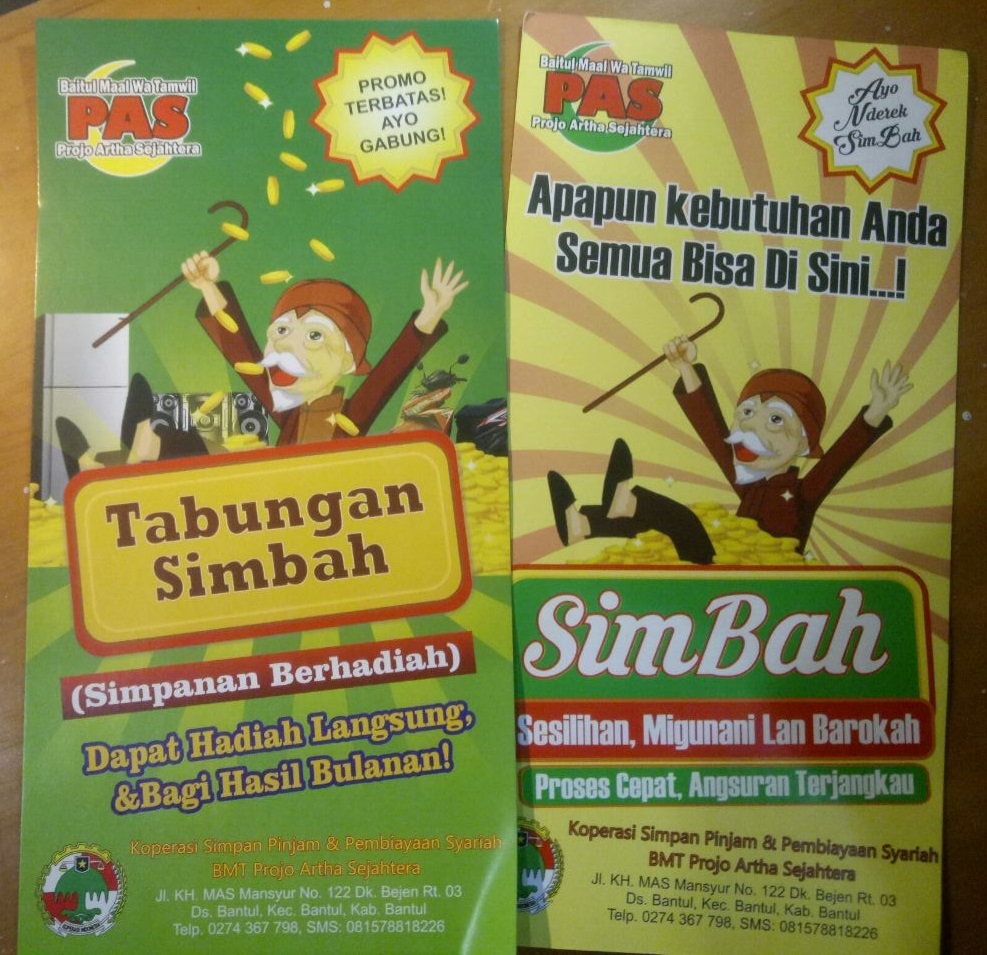 Baitul Maal Wa Tamwil
PAS
Projo Artha Sejahtera
PROMO
TERBATAS!
AYO
GABUNG!
Tabungan
Simbah
(Simpanan Berhadiah)
Dapat Hadiah Langsung,
&Bagi Hasil Bulanan!
Koperasi Simpan Pinjam & Pembiayaan Syariah
BMT Projo Artha Sejahtera
Jl. KH. MAS Mansyur No. 122 Dk. Bejen Rt. 03
Ds. Bantul, Kec. Bantul, Kab. Bantul
Telp. 0274 367 798, SMS: 081578818226
Baitul Maal Wa Tamwil
PAS
Projo Artha Sejahtera
Ayo
Nderek
SimBah
Apapun kebutuhan Anda
Semua Bisa Di Sini...!
SimBah
Sesilihan, Migunani Lan Barokah
Proses Cepat, Angsuran Terjangkau
Koperasi Simpan Pinjam & Pembiayaan Syariah
BMT Projo Artha Sejahtera
Jl. KH. MAS Mansyur No. 122 Dk. Bejen Rt. 03
Ds. Bantul, Kec. Bantul, Kab. Bantul
Telp. 0274 367 798, SMS: 081578818226